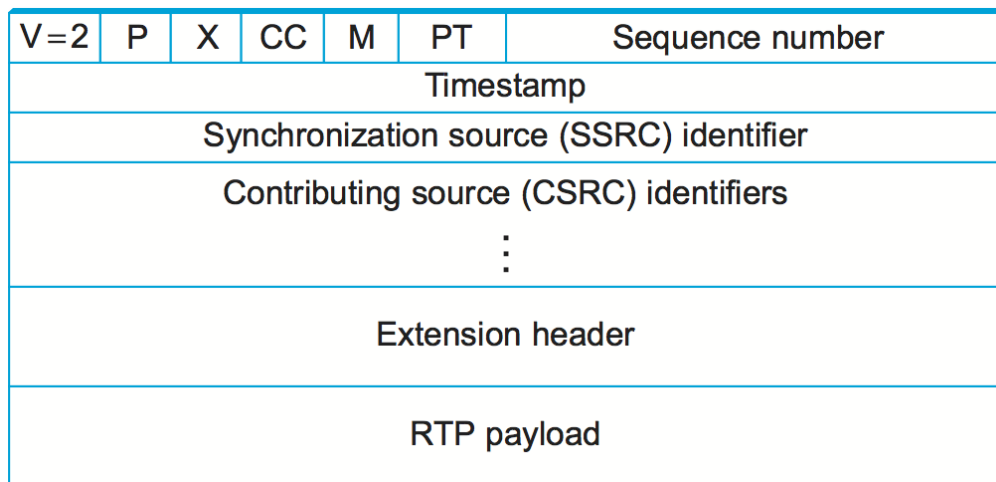 V=2 P X CC M PT Sequence number
Timestamp
Synchronization source (SSRC) identifier
Contributing source (CSRC) identifiers
⋮
Extension header
RTP payload